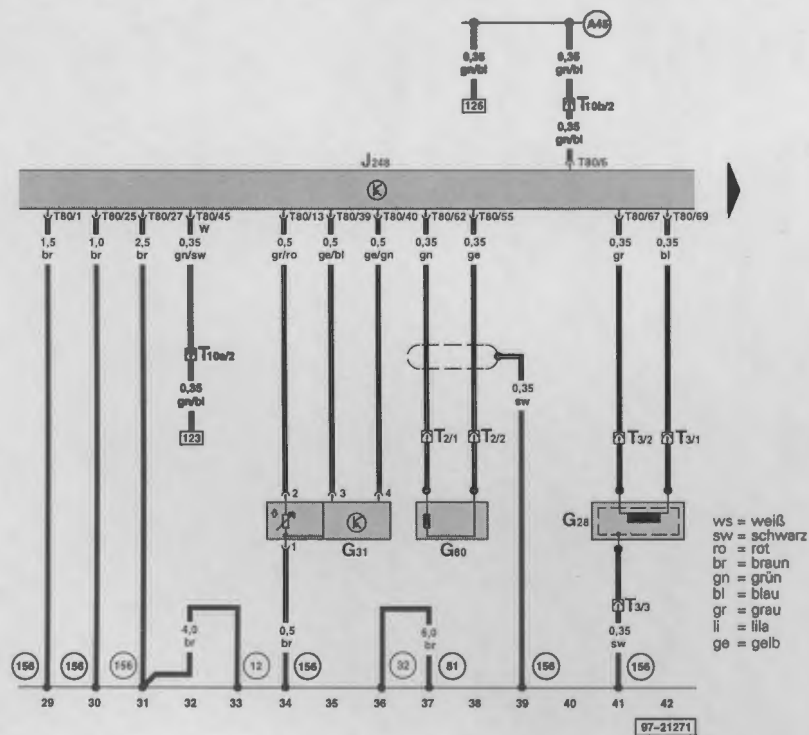 A45
0,35 gn/bl
0,35 gn/bl
126
T10b/2
0,35 gn/bl
J248
T80/5
K
T80/1
T80/25
T80/27
T80/45
T80/13
T80/39
T80/40
T80/62
T80/55
T80/67
T80/69
W
1,5 br
1,0 br
2,5 br
0,35 gn/sw
0,5 gr/ro
0,5 ge/bl
0,5 ge/gn
0,35 gn
0,35 ge
0,35 gr
0,35 bl
T10a/2
0,35 gn/bl
123
0,35 sw
T2/1
T2/2
T3/2
T3/1
2
3
4
K
G31
1
G80
G28
T3/3
ws = weiß
sw = schwarz
ro = rot
br = braun
gn = grün
bl = blau
gr = grau
li = lila
ge = gelb
4,0 br
0,5 br
6,0 br
0,35 sw
156
156
156
12
156
32
81
156
156
29
30
31
32
33
34
35
36
37
38
39
40
41
42
97-21271